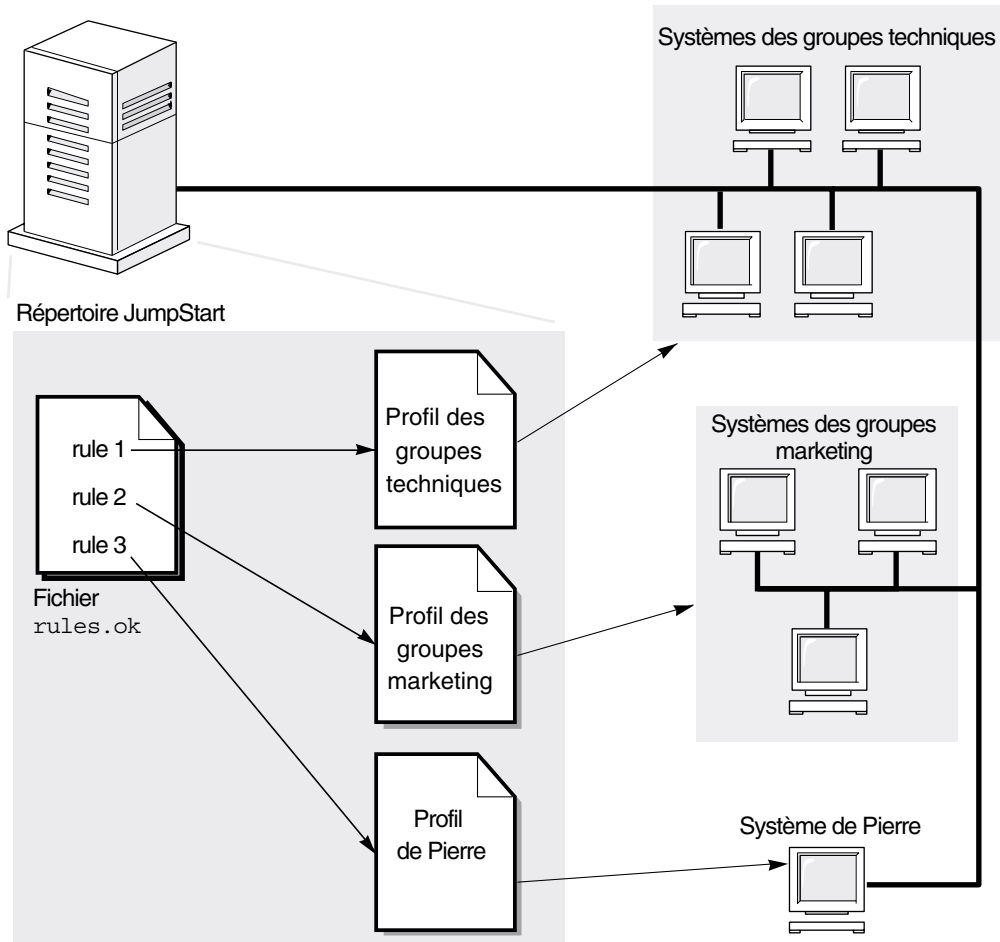 Systèmes des groupes techniques
Répertoire JumpStart
rule 1
rule 2
rule 3
Fichier
rules.ok
Profil des
groupes
techniques
Profil des
groupes
marketing
Profil
de Pierre
Systèmes des groupes
marketing
Système de Pierre